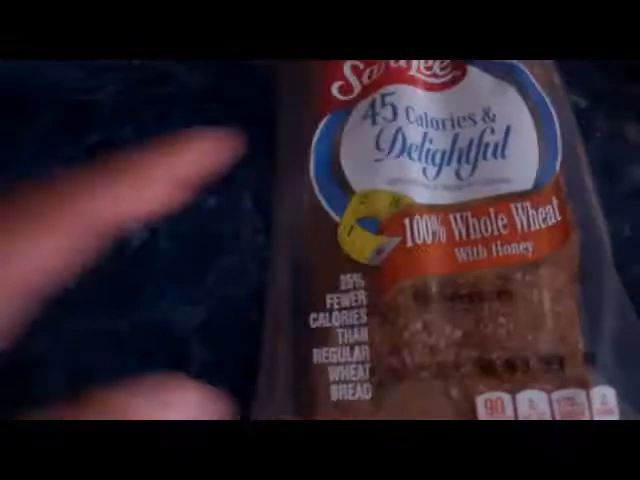 Sara Lee
45 Calories &
Delightful
100% Whole Wheat
With Honey
25%
FEWER
CALORIES
THAN
REGULAR
WHEAT
BREAD
90